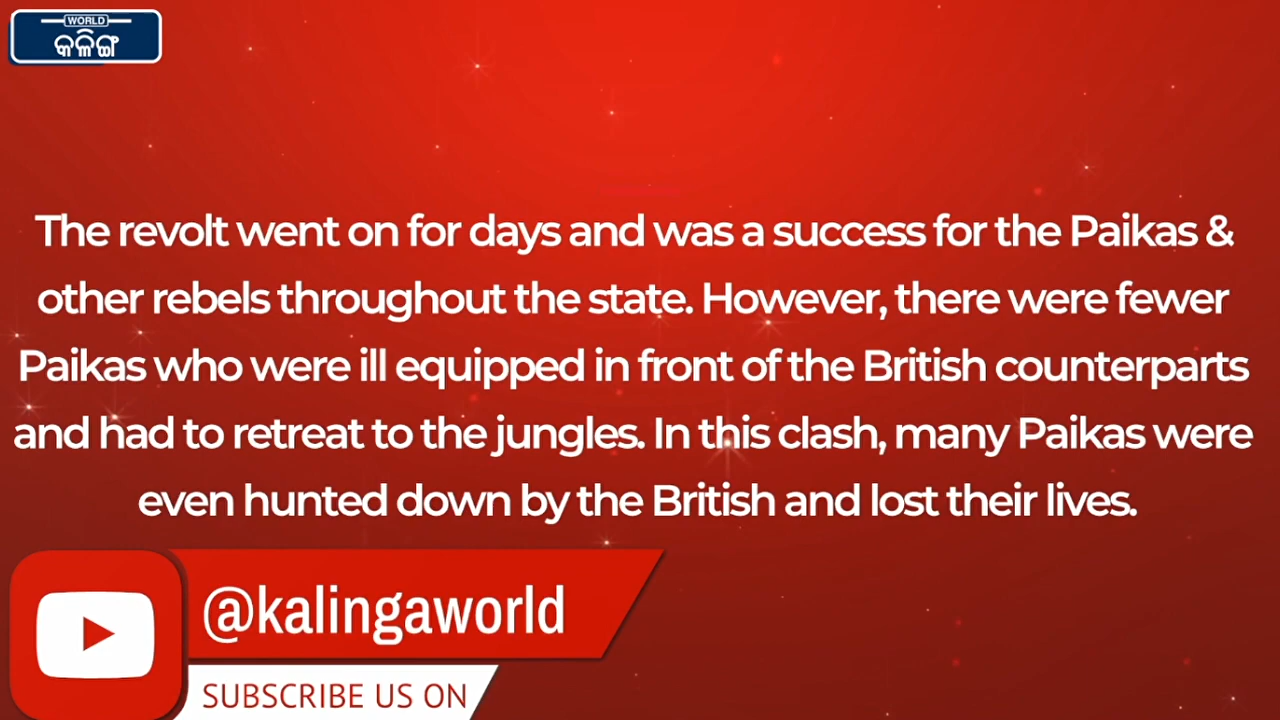 WORLD
କଳିଙ୍ଗ
The revolt went on for days and was a success for the Paikas &
other rebels throughout the state. However, there were fewer
Paikas who were ill equipped in front of the British counterparts
and had to retreat to the jungles. In this clash, many Paikas were
even hunted down by the British and lost their lives.
@kalingaworld
SUBSCRIBE US ON